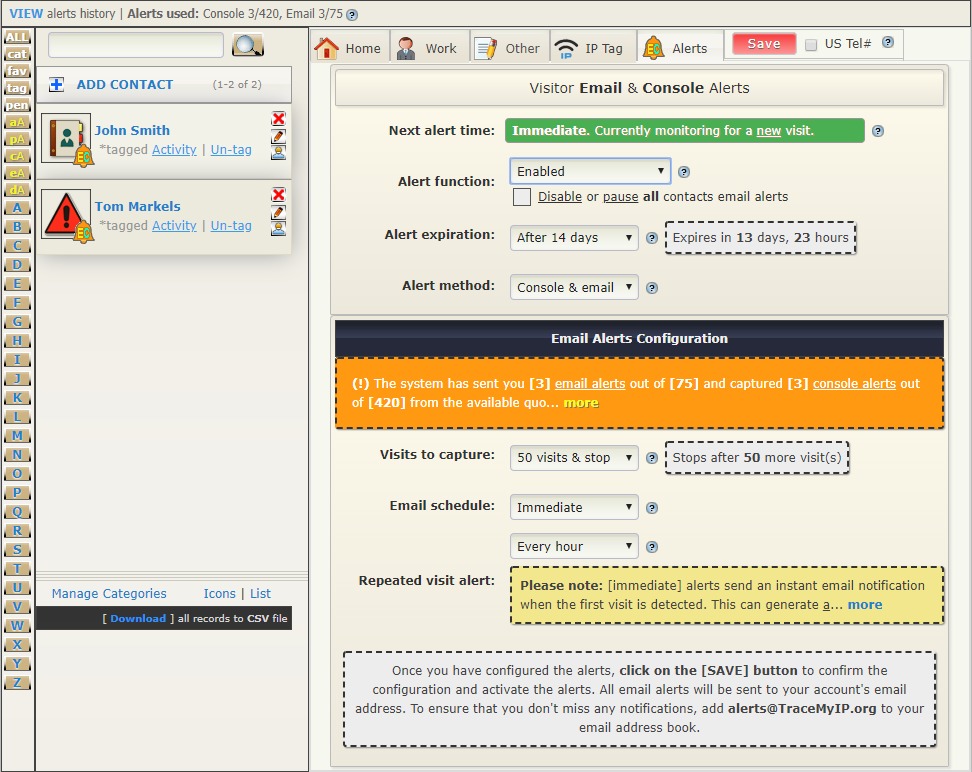 VIEW alerts history | Alerts used: Console 3/420, Email 3/75 ?
ALL
cat
fav
tag
pen
aA
pA
cA
eA
dA
A
B
C
D
E
F
G
H
I
J
K
L
M
N
O
P
Q
R
S
T
U
V
W
X
Y
Z
ADD CONTACT (1-2 of 2)
John Smith
*tagged Activity | Un-tag
Tom Markels
*tagged Activity | Un-tag
Manage Categories Icons | List
[ Download ] all records to CSV file
Home Work Other IP IP Tag Alerts Save US Tel# ?
Visitor Email & Console Alerts
Next alert time: Immediate. Currently monitoring for a new visit. ?
Alert function: Enabled ?
Disable or pause all contacts email alerts
Alert expiration: After 14 days ? Expires in 13 days, 23 hours
Alert method: Console & email ?
Email Alerts Configuration
(!) The system has sent you [3] email alerts out of [75] and captured [3] console alerts out
of [420] from the available quo... more
Visits to capture: 50 visits & stop ? Stops after 50 more visit(s)
Email schedule: Immediate ?
Every hour ?
Repeated visit alert: Please note: [immediate] alerts send an instant email notification
when the first visit is detected. This can generate a... more
Once you have configured the alerts, click on the [SAVE] button to confirm the
configuration and activate the alerts. All email alerts will be sent to your account's email
address. To ensure that you don't miss any notifications, add alerts@TraceMyIP.org to your
email address book.